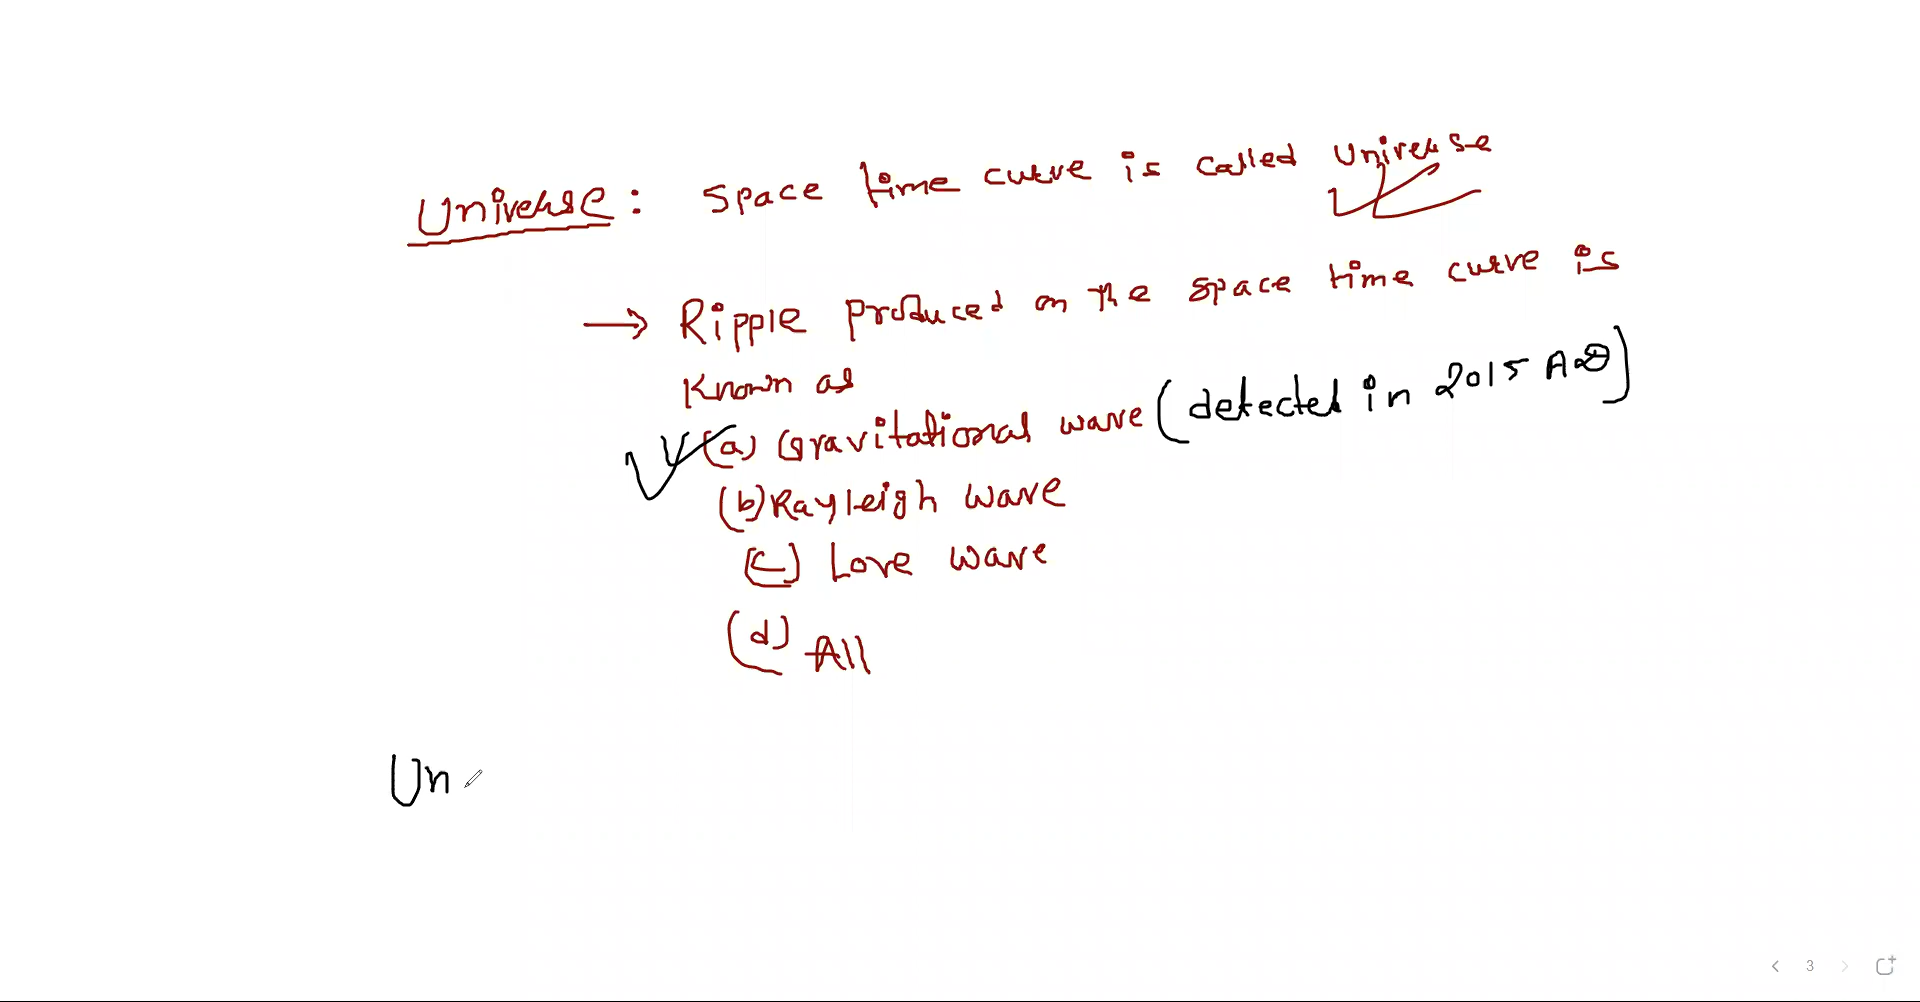 Universe : Space time curve is called Universe
→ Ripple produced on the space time curve is
Known as
(a) Gravitational wave (detected in 2015 AD)
(b) Rayleigh wave
(c) Love wave
(d) All
Un
3